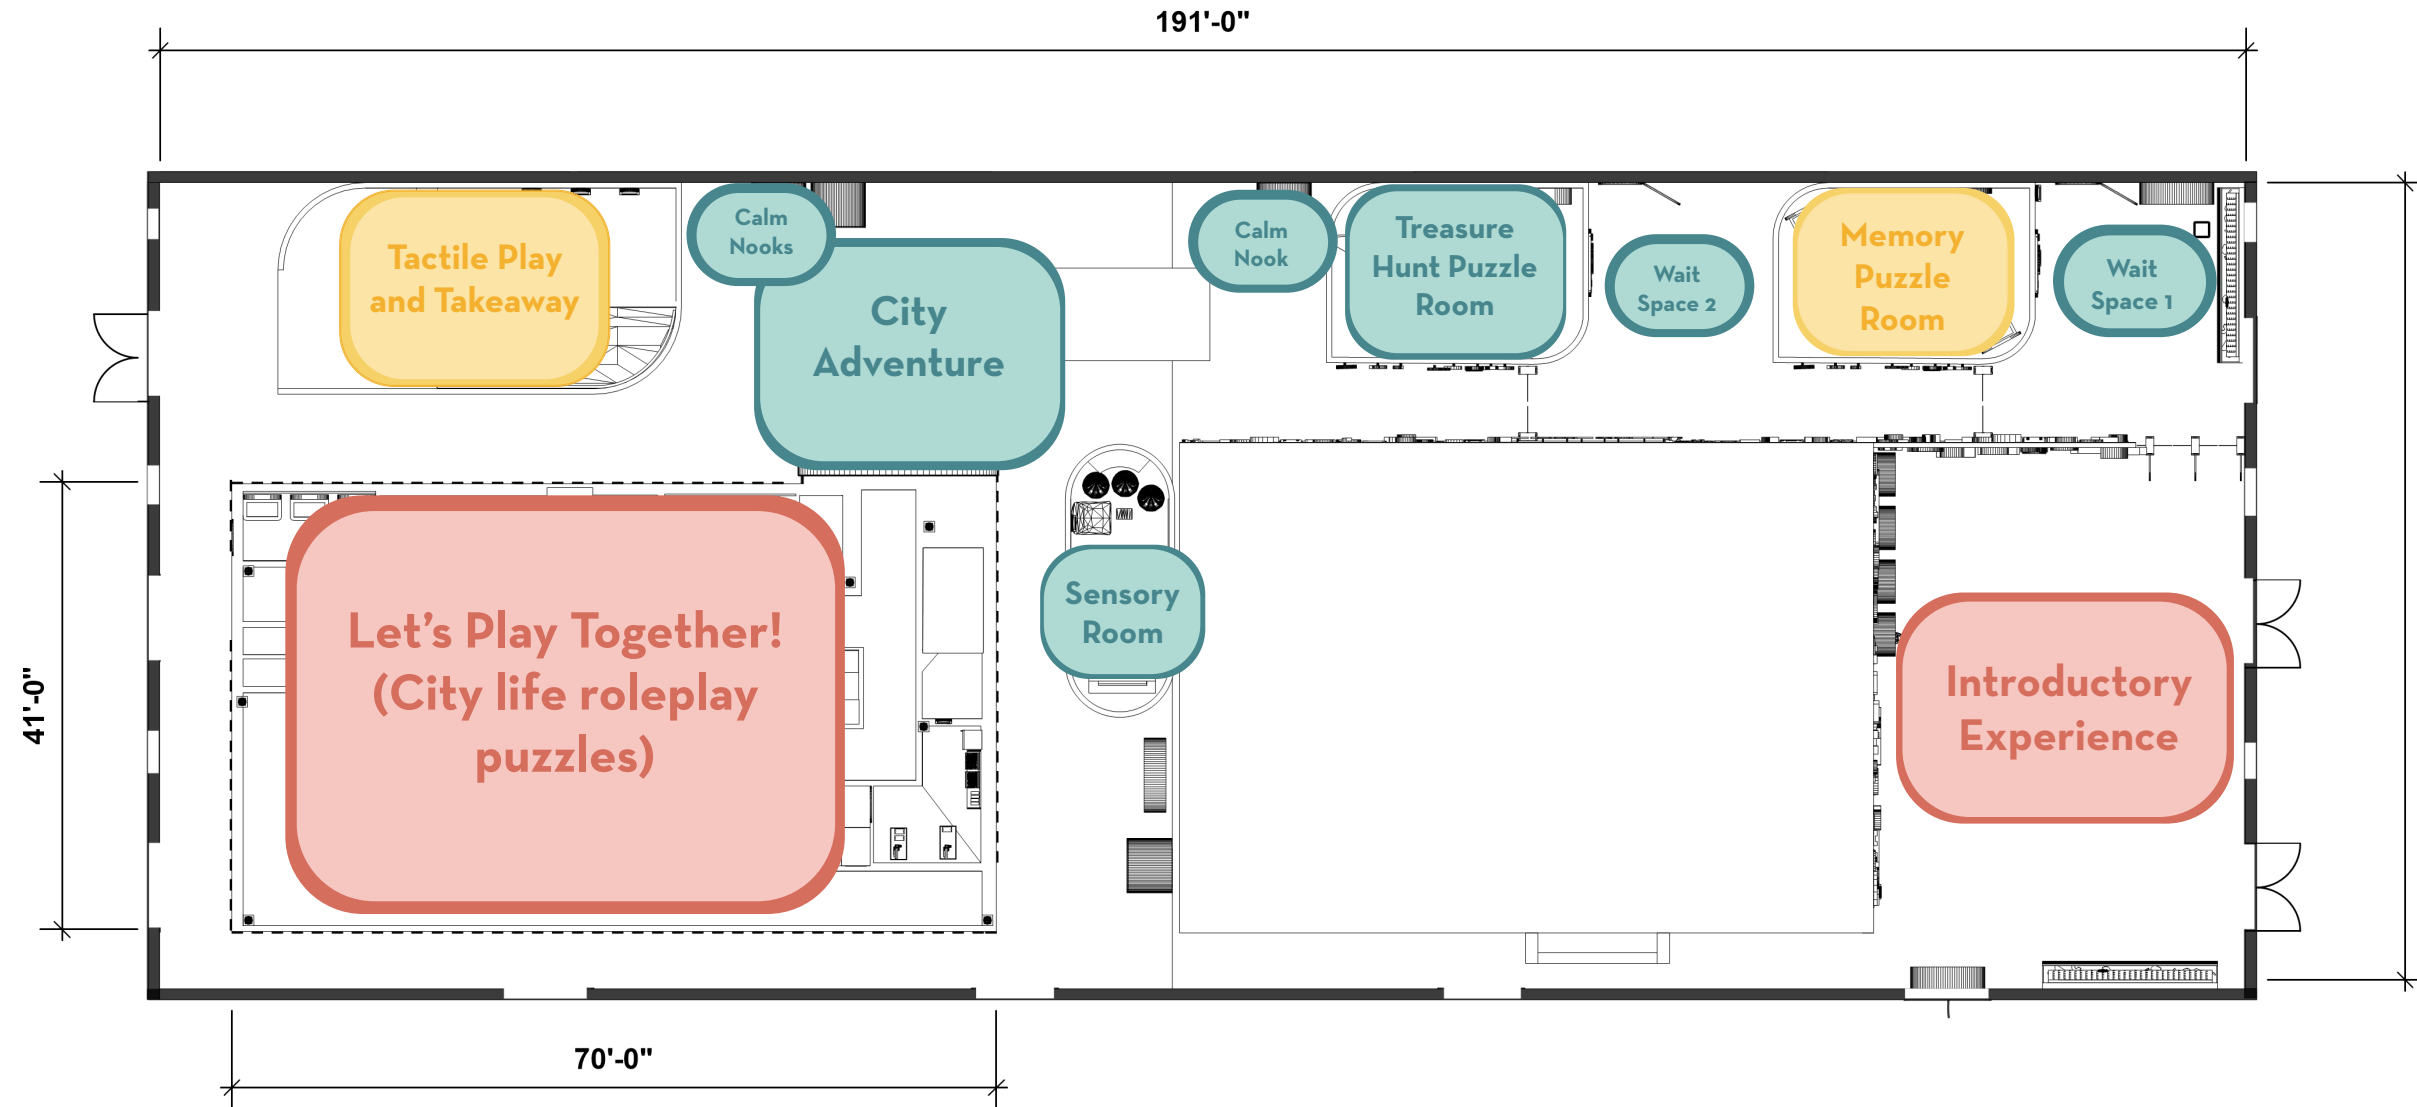 191'-0"
Tactile Play
and Takeaway
Calm
Nooks
City
Adventure
Calm
Nook
Treasure
Hunt Puzzle
Room
Wait
Space 2
Memory
Puzzle
Room
Wait
Space 1
41'-0"
Let's Play Together!
(City life roleplay
puzzles)
Sensory
Room
Introductory
Experience
70'-0"